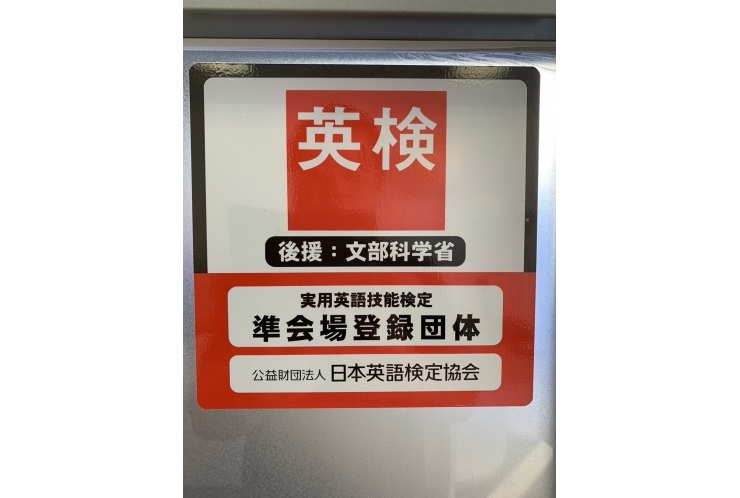 英検
後援：文部科学省
実用英語技能検定
準会場登録団体
公益財団法人 日本英語検定協会